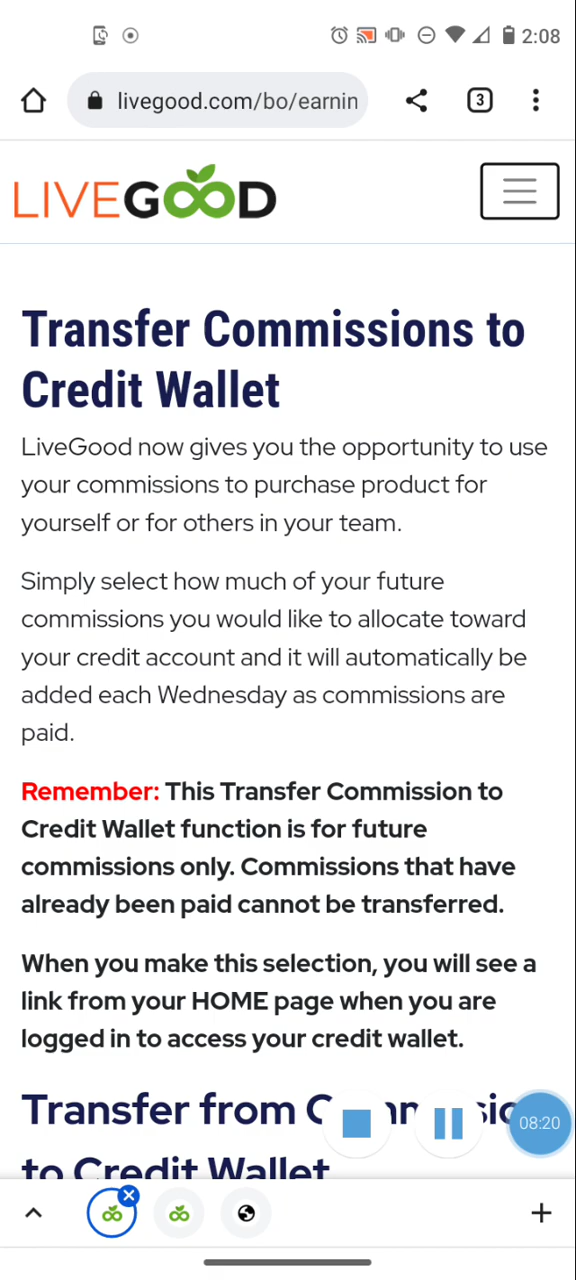 2:08
livegood.com/bo/earnin
3
LIVEGOOD
Transfer Commissions to
Credit Wallet
LiveGood now gives you the opportunity to use
your commissions to purchase product for
yourself or for others in your team.
Simply select how much of your future
commissions you would like to allocate toward
your credit account and it will automatically be
added each Wednesday as commissions are
paid.
Remember: This Transfer Commission to
Credit Wallet function is for future
commissions only. Commissions that have
already been paid cannot be transferred.
When you make this selection, you will see a
link from your HOME page when you are
logged in to access your credit wallet.
Transfer from
08:20
to Credit Wallet